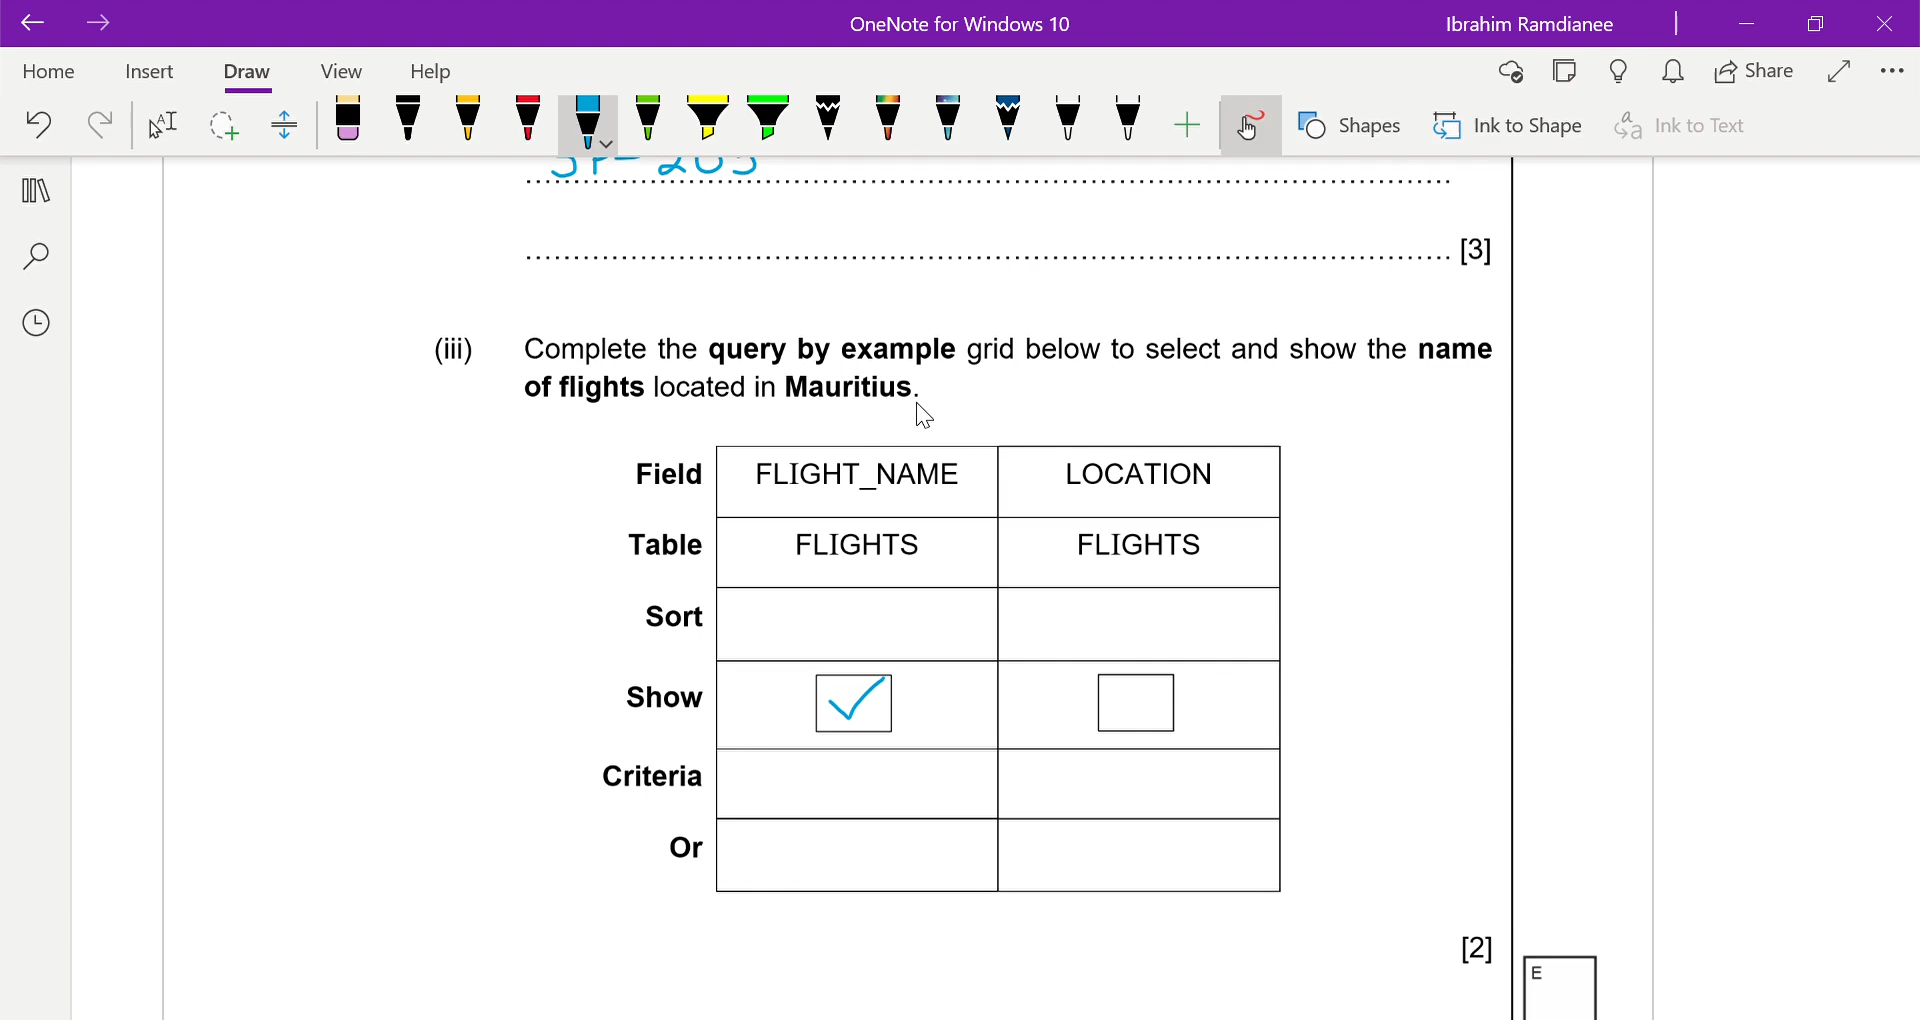 OneNote for Windows 10
Ibrahim Ramdianee
Home Insert Draw View Help
Share
Shapes
Ink to Shape
Ink to Text
[3]
(iii) Complete the query by example grid below to select and show the name
of flights located in Mauritius.
Field FLIGHT_NAME LOCATION
Table FLIGHTS FLIGHTS
Sort
Show
Criteria
Or
[2]
E